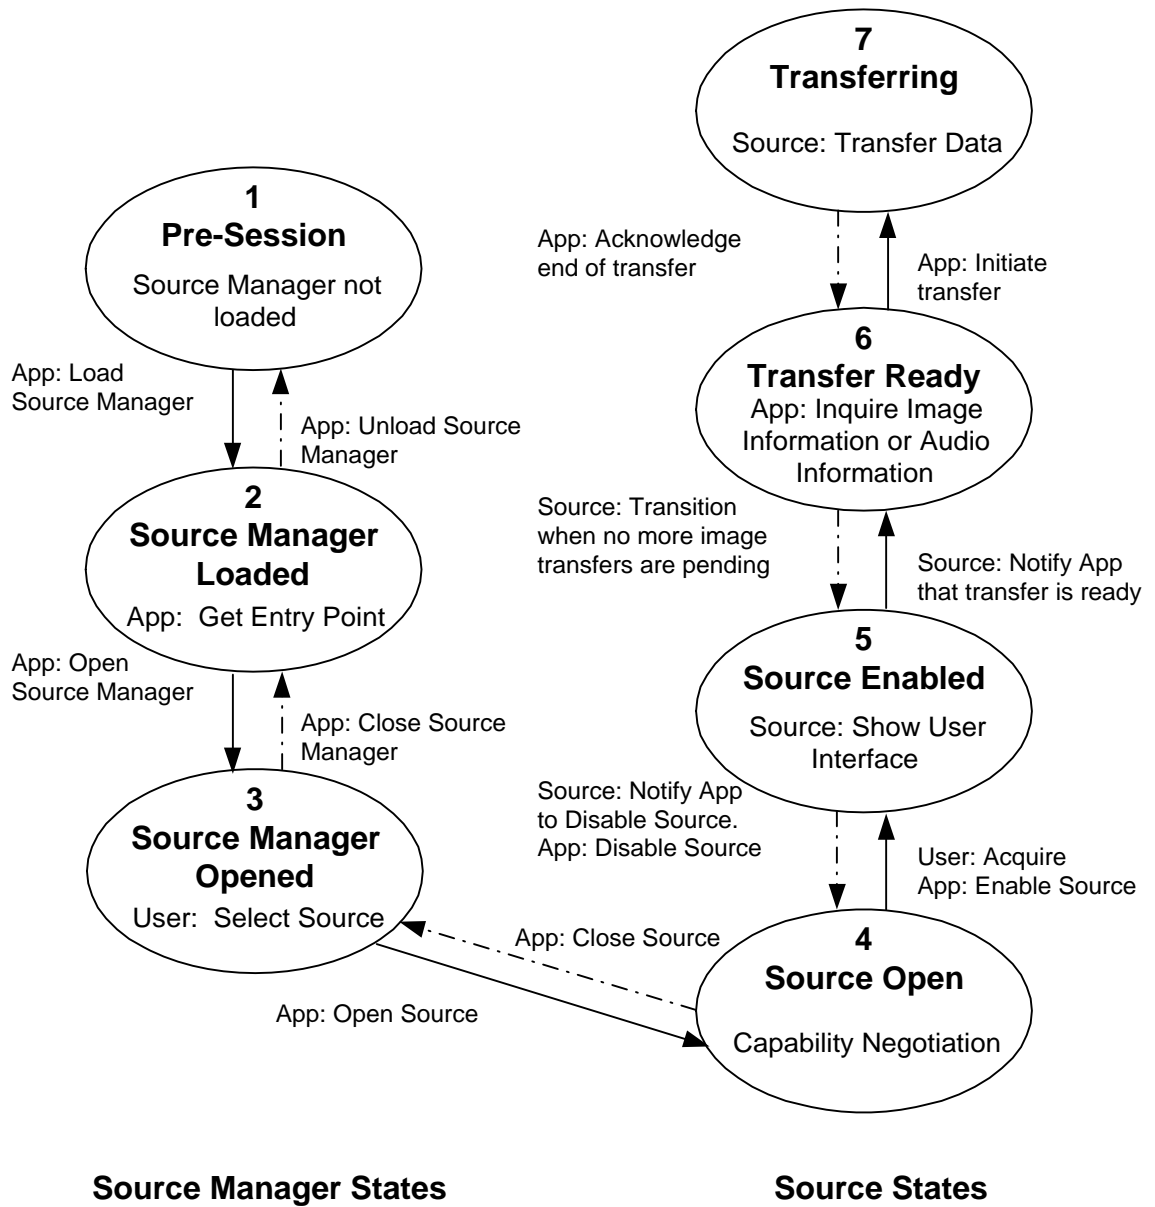 1
Pre-Session
Source Manager not
loaded
App: Load
Source Manager
App: Unload Source
Manager
2
Source Manager
Loaded
App:  Get Entry Point
App: Open
Source Manager
App: Close Source
Manager
3
Source Manager
Opened
User:  Select Source
App: Close Source
App: Open Source
7
Transferring
Source: Transfer Data
App: Acknowledge
end of transfer
App: Initiate
transfer
6
Transfer Ready
App: Inquire Image
Information or Audio
Information
Source: Transition
when no more image
transfers are pending
Source: Notify App
that transfer is ready
5
Source Enabled
Source: Show User
Interface
Source: Notify App
to Disable Source.
App: Disable Source
User: Acquire
App: Enable Source
4
Source Open
Capability Negotiation
Source Manager States
Source States